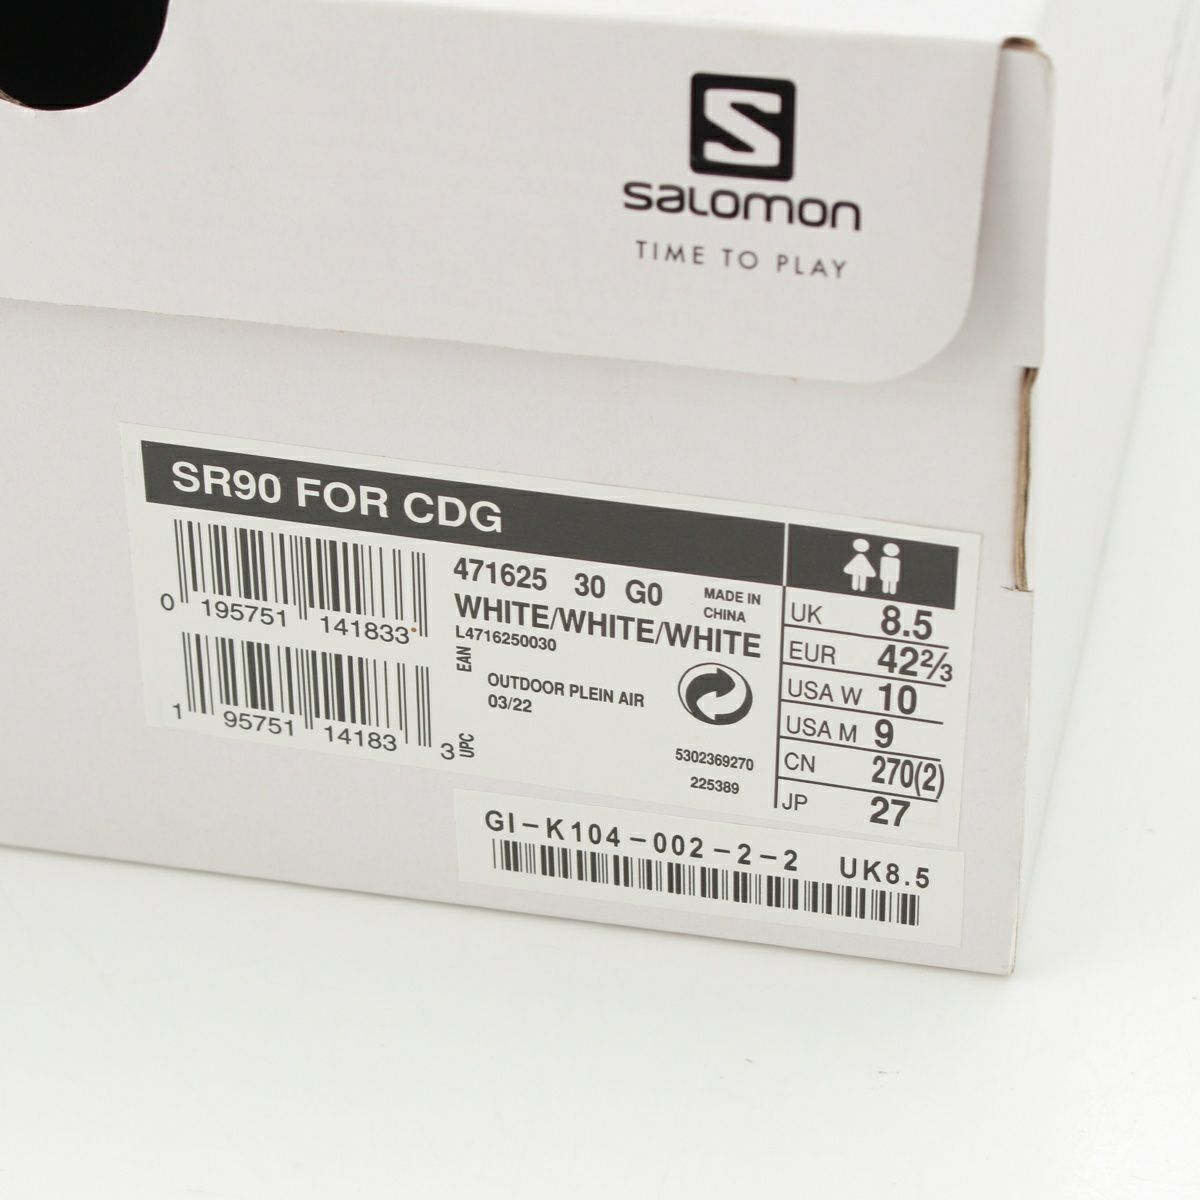 SALOMON
TIME TO PLAY
SR90 FOR CDG
471625 30 G0
MADE IN
CHINA
WHITE/WHITE/WHITE
L4716250030
0 195751 141833
EAN
OUTDOOR PLEIN AIR
03/22
1 95751 14183 3
UPC
5302369270
225389
UK 8.5
EUR 42 2/3
USA W 10
USA M 9
CN 270(2)
JP 27
GI-K104-002-2-2 UK8.5